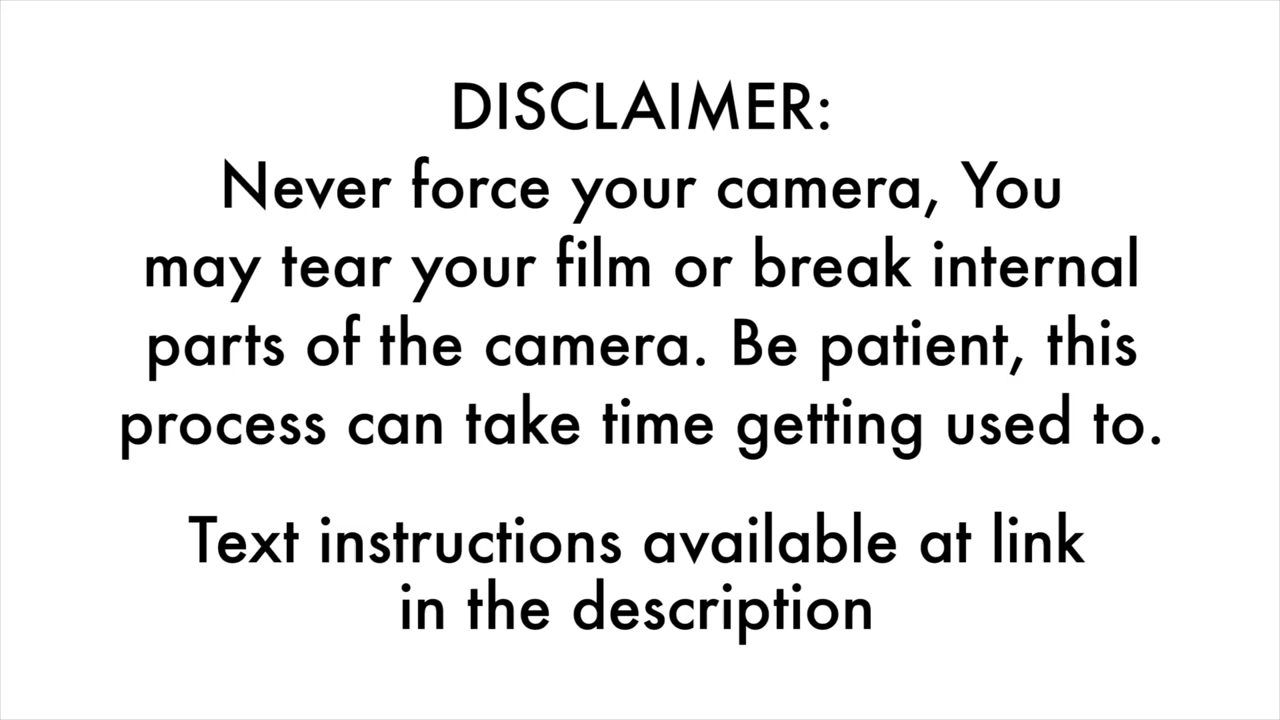 DISCLAIMER:
Never force your camera, You
may tear your film or break internal
parts of the camera. Be patient, this
process can take time getting used to.
Text instructions available at link
in the description